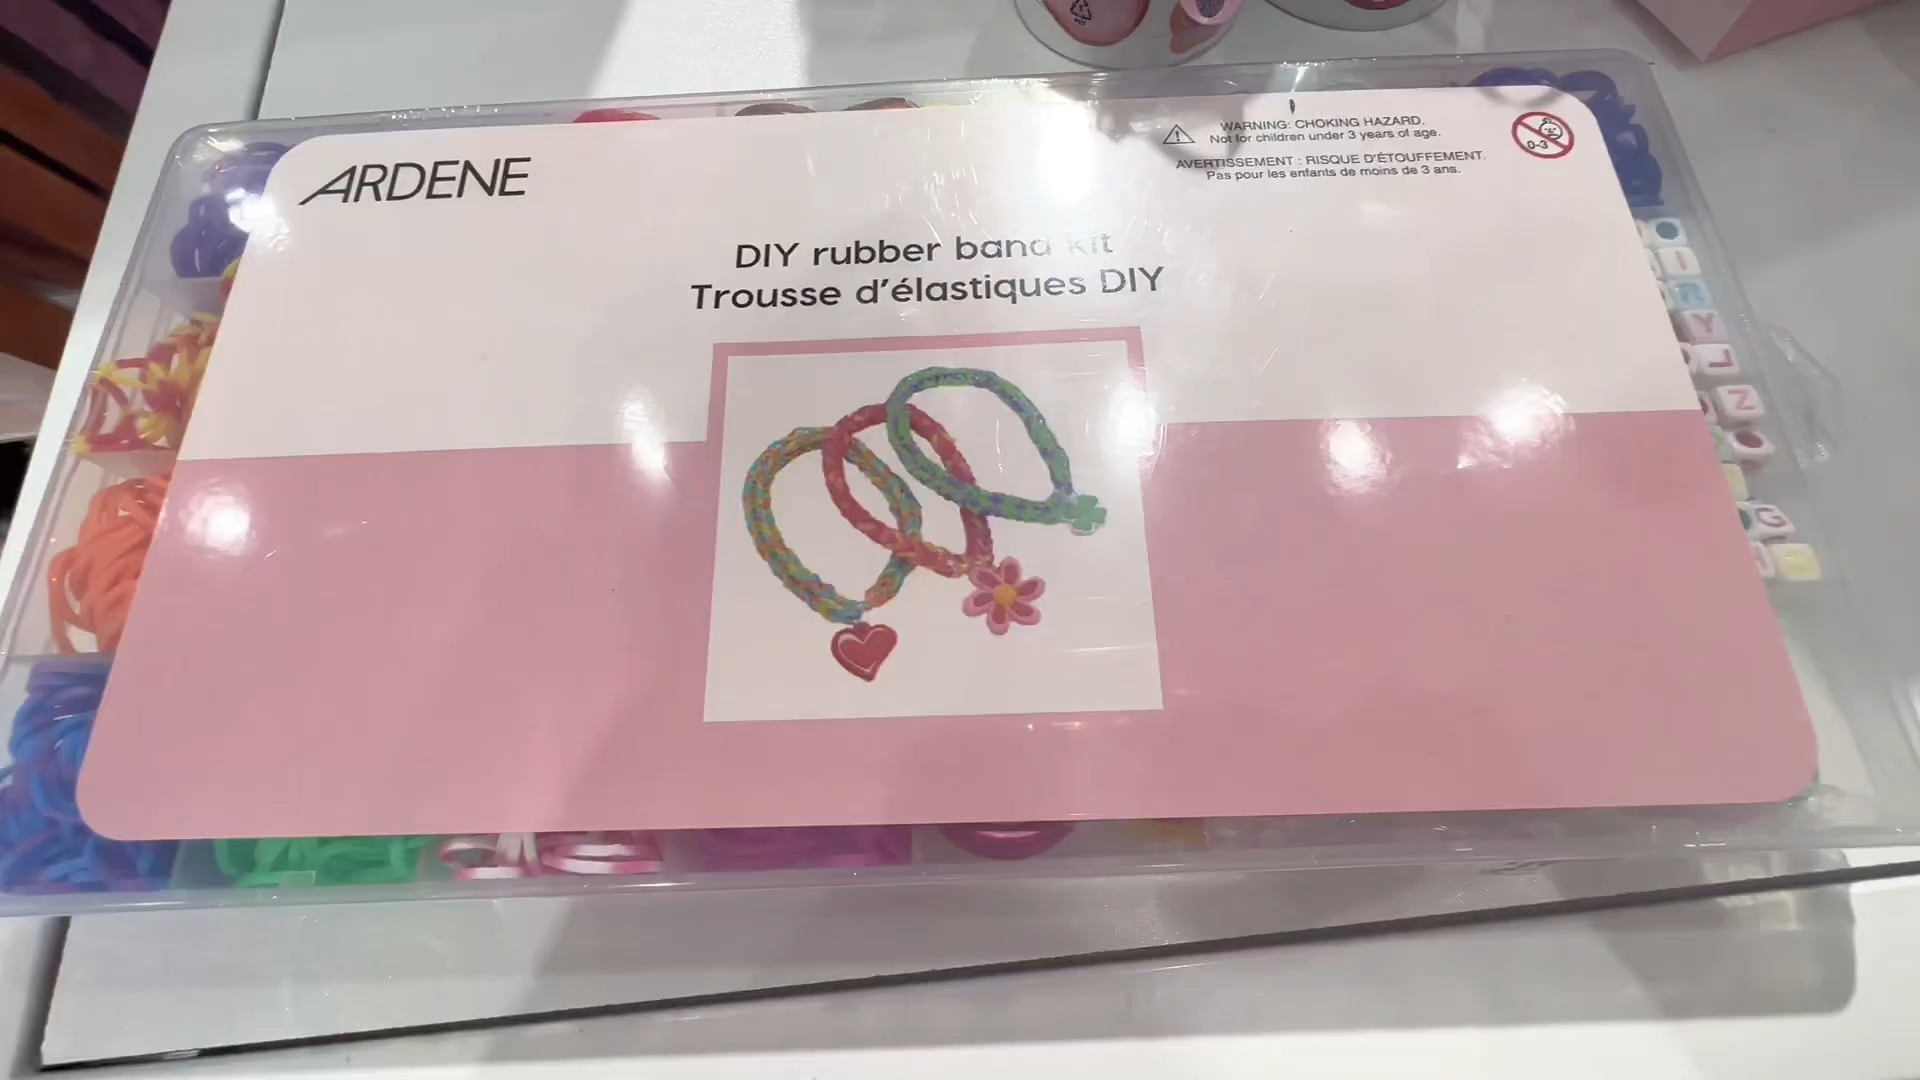 ARDENE
WARNING: CHOKING HAZARD.
Not for children under 3 years of age.
AVERTISSEMENT : RISQUE D'ÉTOUFFEMENT.
Pas pour les enfants de moins de 3 ans.
0-3
DIY rubber band kit
Trousse d'élastiques DIY
I
R
Y
L
Z
G